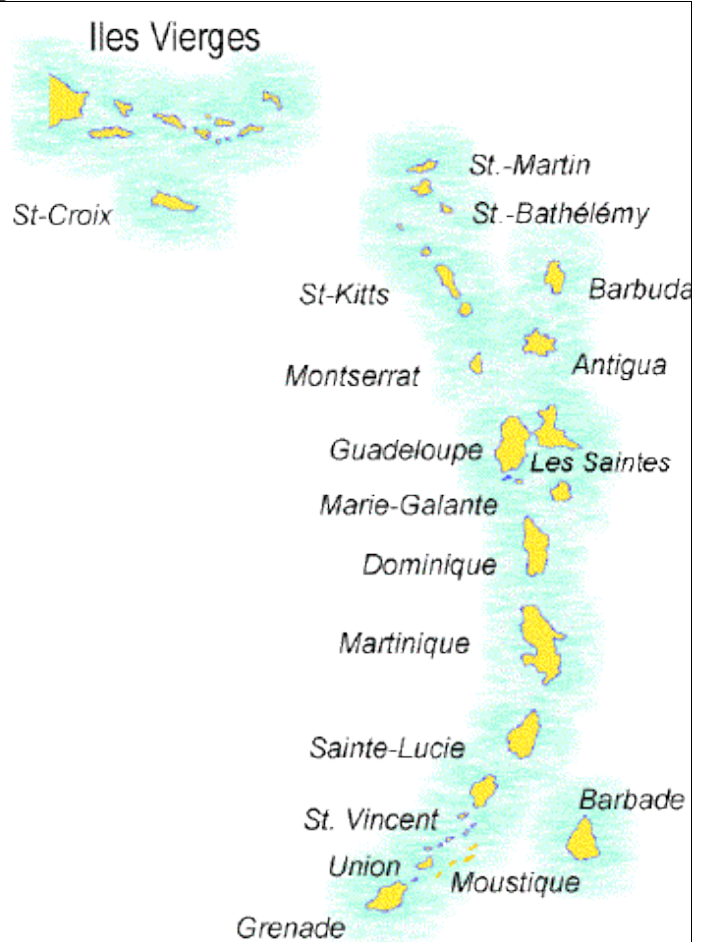 Iles Vierges
St.-Martin
St-Croix
St.-Bathélémy
St-Kitts
Barbuda
Montserrat
Antigua
Guadeloupe
Les Saintes
Marie-Galante
Dominique
Martinique
Sainte-Lucie
Barbade
St. Vincent
Union
Moustique
Grenade